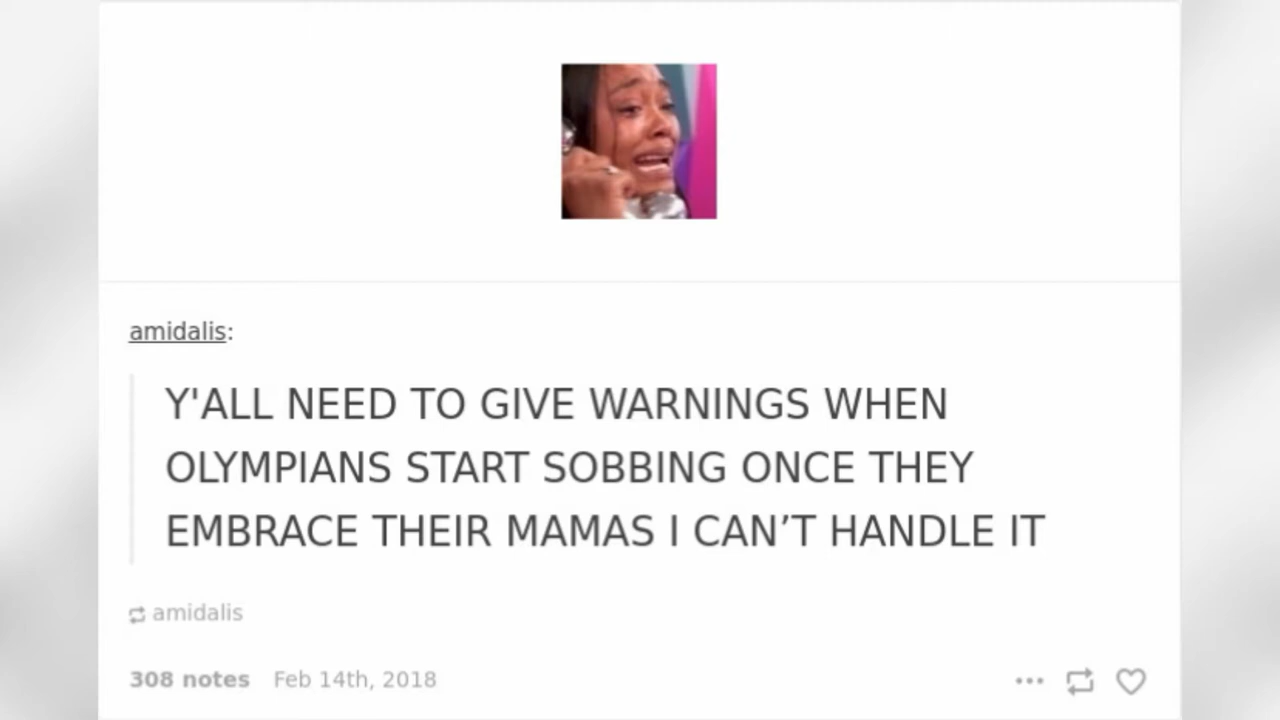 amidalis:
Y'ALL NEED TO GIVE WARNINGS WHEN
OLYMPIANS START SOBBING ONCE THEY
EMBRACE THEIR MAMAS I CAN’T HANDLE IT
amidalis
308 notes Feb 14th, 2018